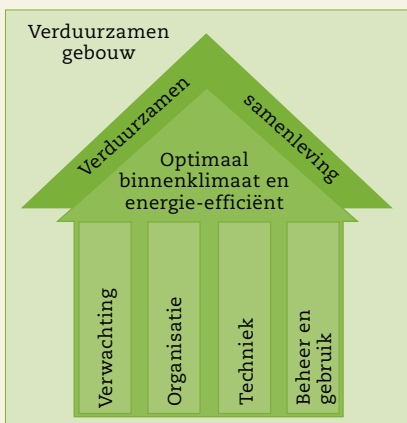 Verduurzamen
gebouw
Verduurzamen
samenleving
Optimaal
binnenklimaat en
energie-efficiënt
Verwachting
Organisatie
Techniek
Beheer en
gebruik